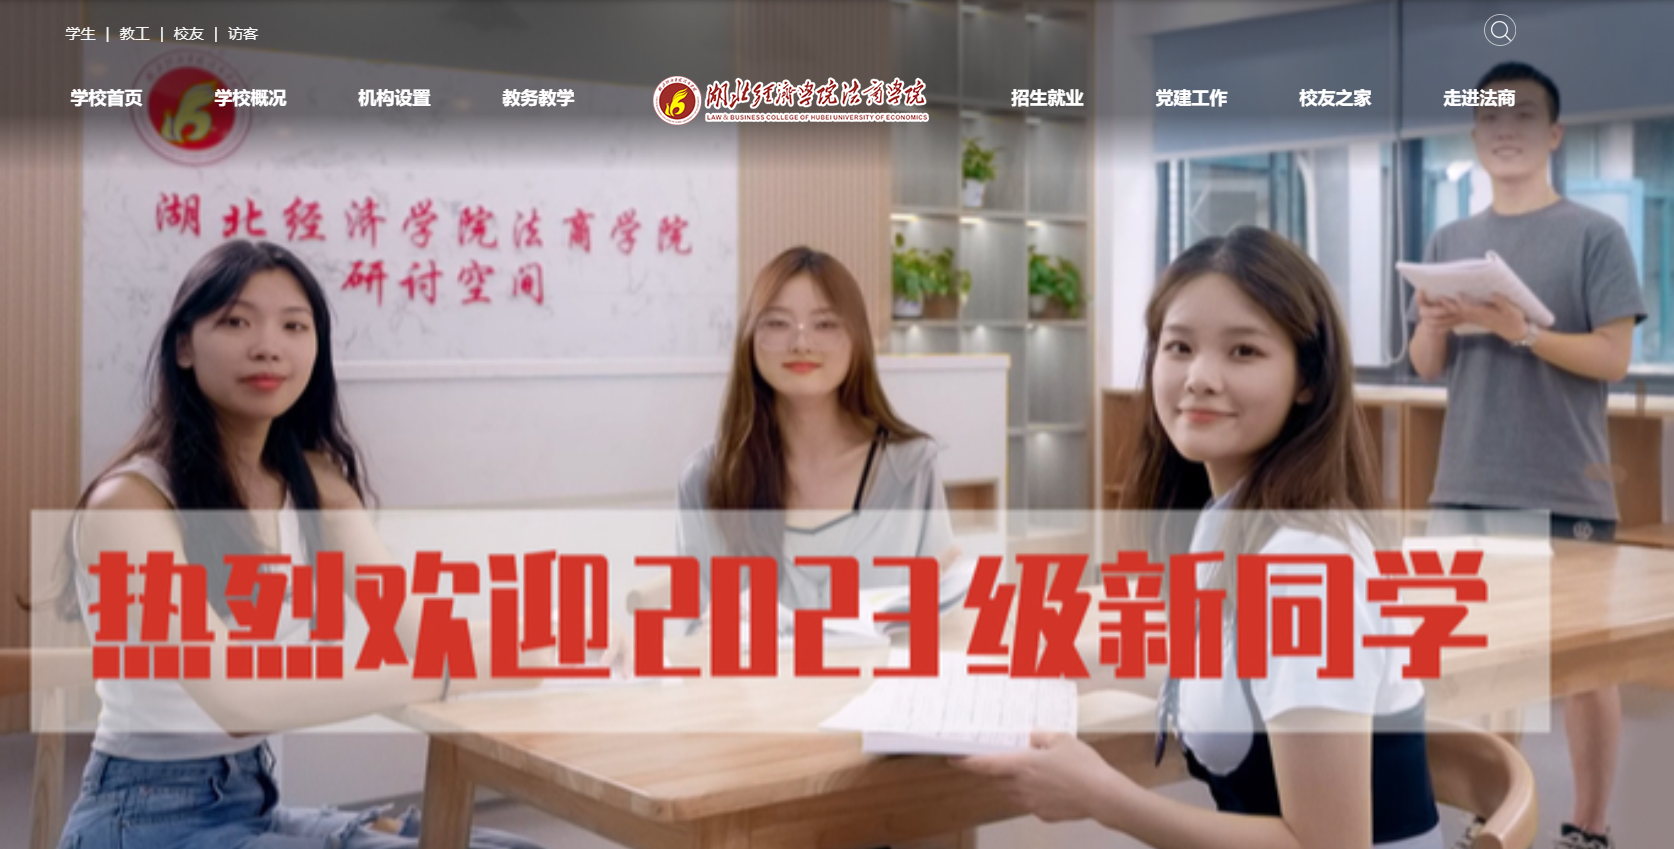 学生 | 教工 | 校友 | 访客
学校首页 学校概况 机构设置 教务教学 湖北经济学院法商学院 招生就业 党建工作 校友之家 走进法商
LAW & BUSINESS COLLEGE OF HUBEI UNIVERSITY OF ECONOMICS
湖北经济学院法商学院
研讨空间
热烈欢迎2023级新同学